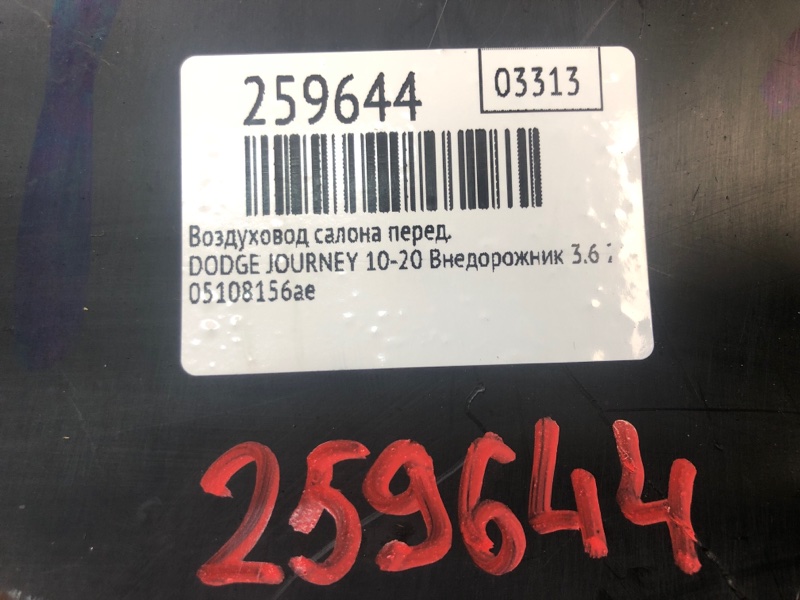 259644
03313
Воздуховод салона перед.
DODGE JOURNEY 10-20 Внедорожник 3.6
05108156ae
259644